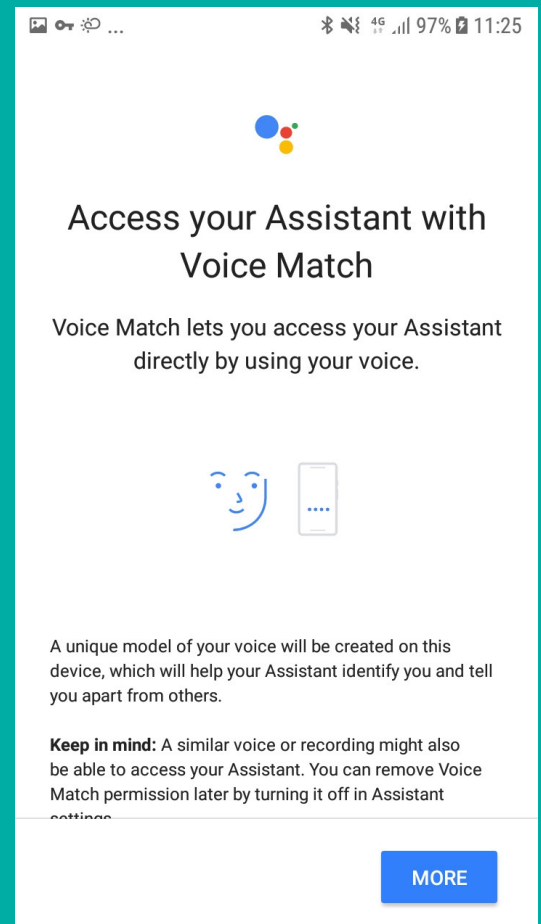 ... 4G 97% 11:25
Access your Assistant with
Voice Match
Voice Match lets you access your Assistant
directly by using your voice.
A unique model of your voice will be created on this
device, which will help your Assistant identify you and tell
you apart from others.
Keep in mind: A similar voice or recording might also
be able to access your Assistant. You can remove Voice
Match permission later by turning it off in Assistant
settings
MORE